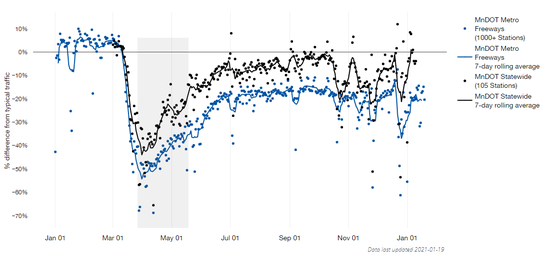 10%
0%
−10%
−20%
−30%
−40%
−50%
−60%
−70%
% difference from typical traffic
Jan 01
Mar 01
May 01
Jul 01
Sep 01
Nov 01
Jan 01
MnDOT Metro
Freeways
(1000+ Stations)
MnDOT Metro
Freeways
7-day rolling average
MnDOT Statewide
(105 Stations)
MnDOT Statewide
7-day rolling average
Data last updated 2021-01-19